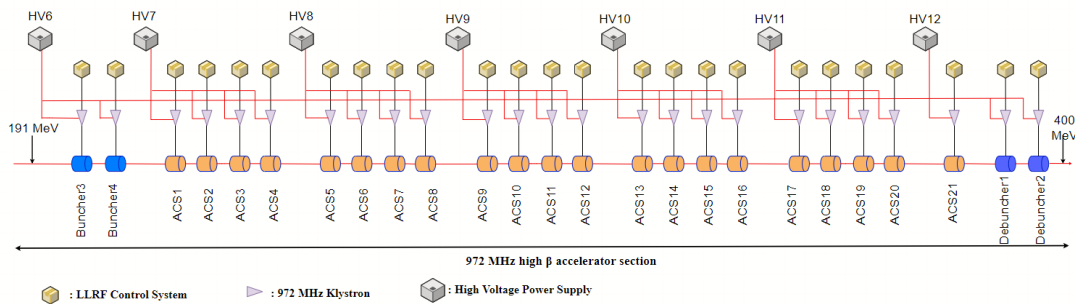 HV6
HV7
HV8
HV9
HV10
HV11
HV12
191 MeV
400
MeV
Buncher3
Buncher4
ACS1
ACS2
ACS3
ACS4
ACS5
ACS6
ACS7
ACS8
ACS9
ACS10
ACS11
ACS12
ACS13
ACS14
ACS15
ACS16
ACS17
ACS18
ACS19
ACS20
ACS21
Debuncher1
Debuncher2
972 MHz high β accelerator section
: LLRF Control System
: 972 MHz Klystron
: High Voltage Power Supply